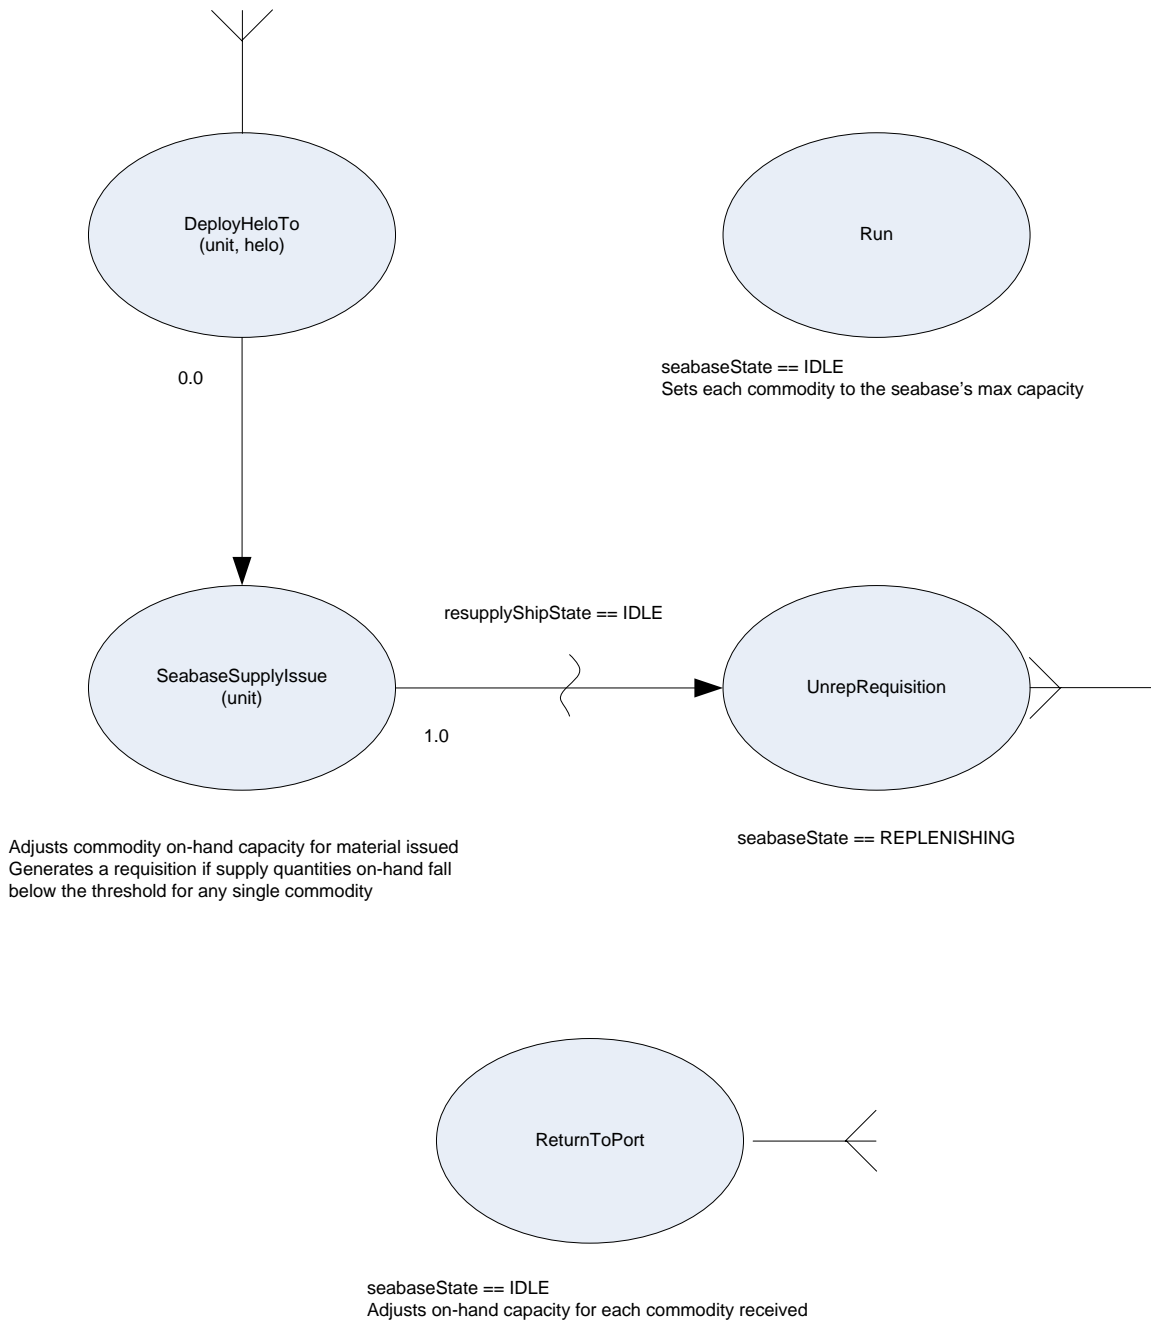 DeployHeloTo
(unit, helo)
Run
0.0
seabaseState == IDLE
Sets each commodity to the seabase's max capacity
resupplyShipState == IDLE
SeabaseSupplyIssue
(unit)
UnrepRequisition
1.0
seabaseState == REPLENISHING
Adjusts commodity on-hand capacity for material issued
Generates a requisition if supply quantities on-hand fall
below the threshold for any single commodity
ReturnToPort
seabaseState == IDLE
Adjusts on-hand capacity for each commodity received